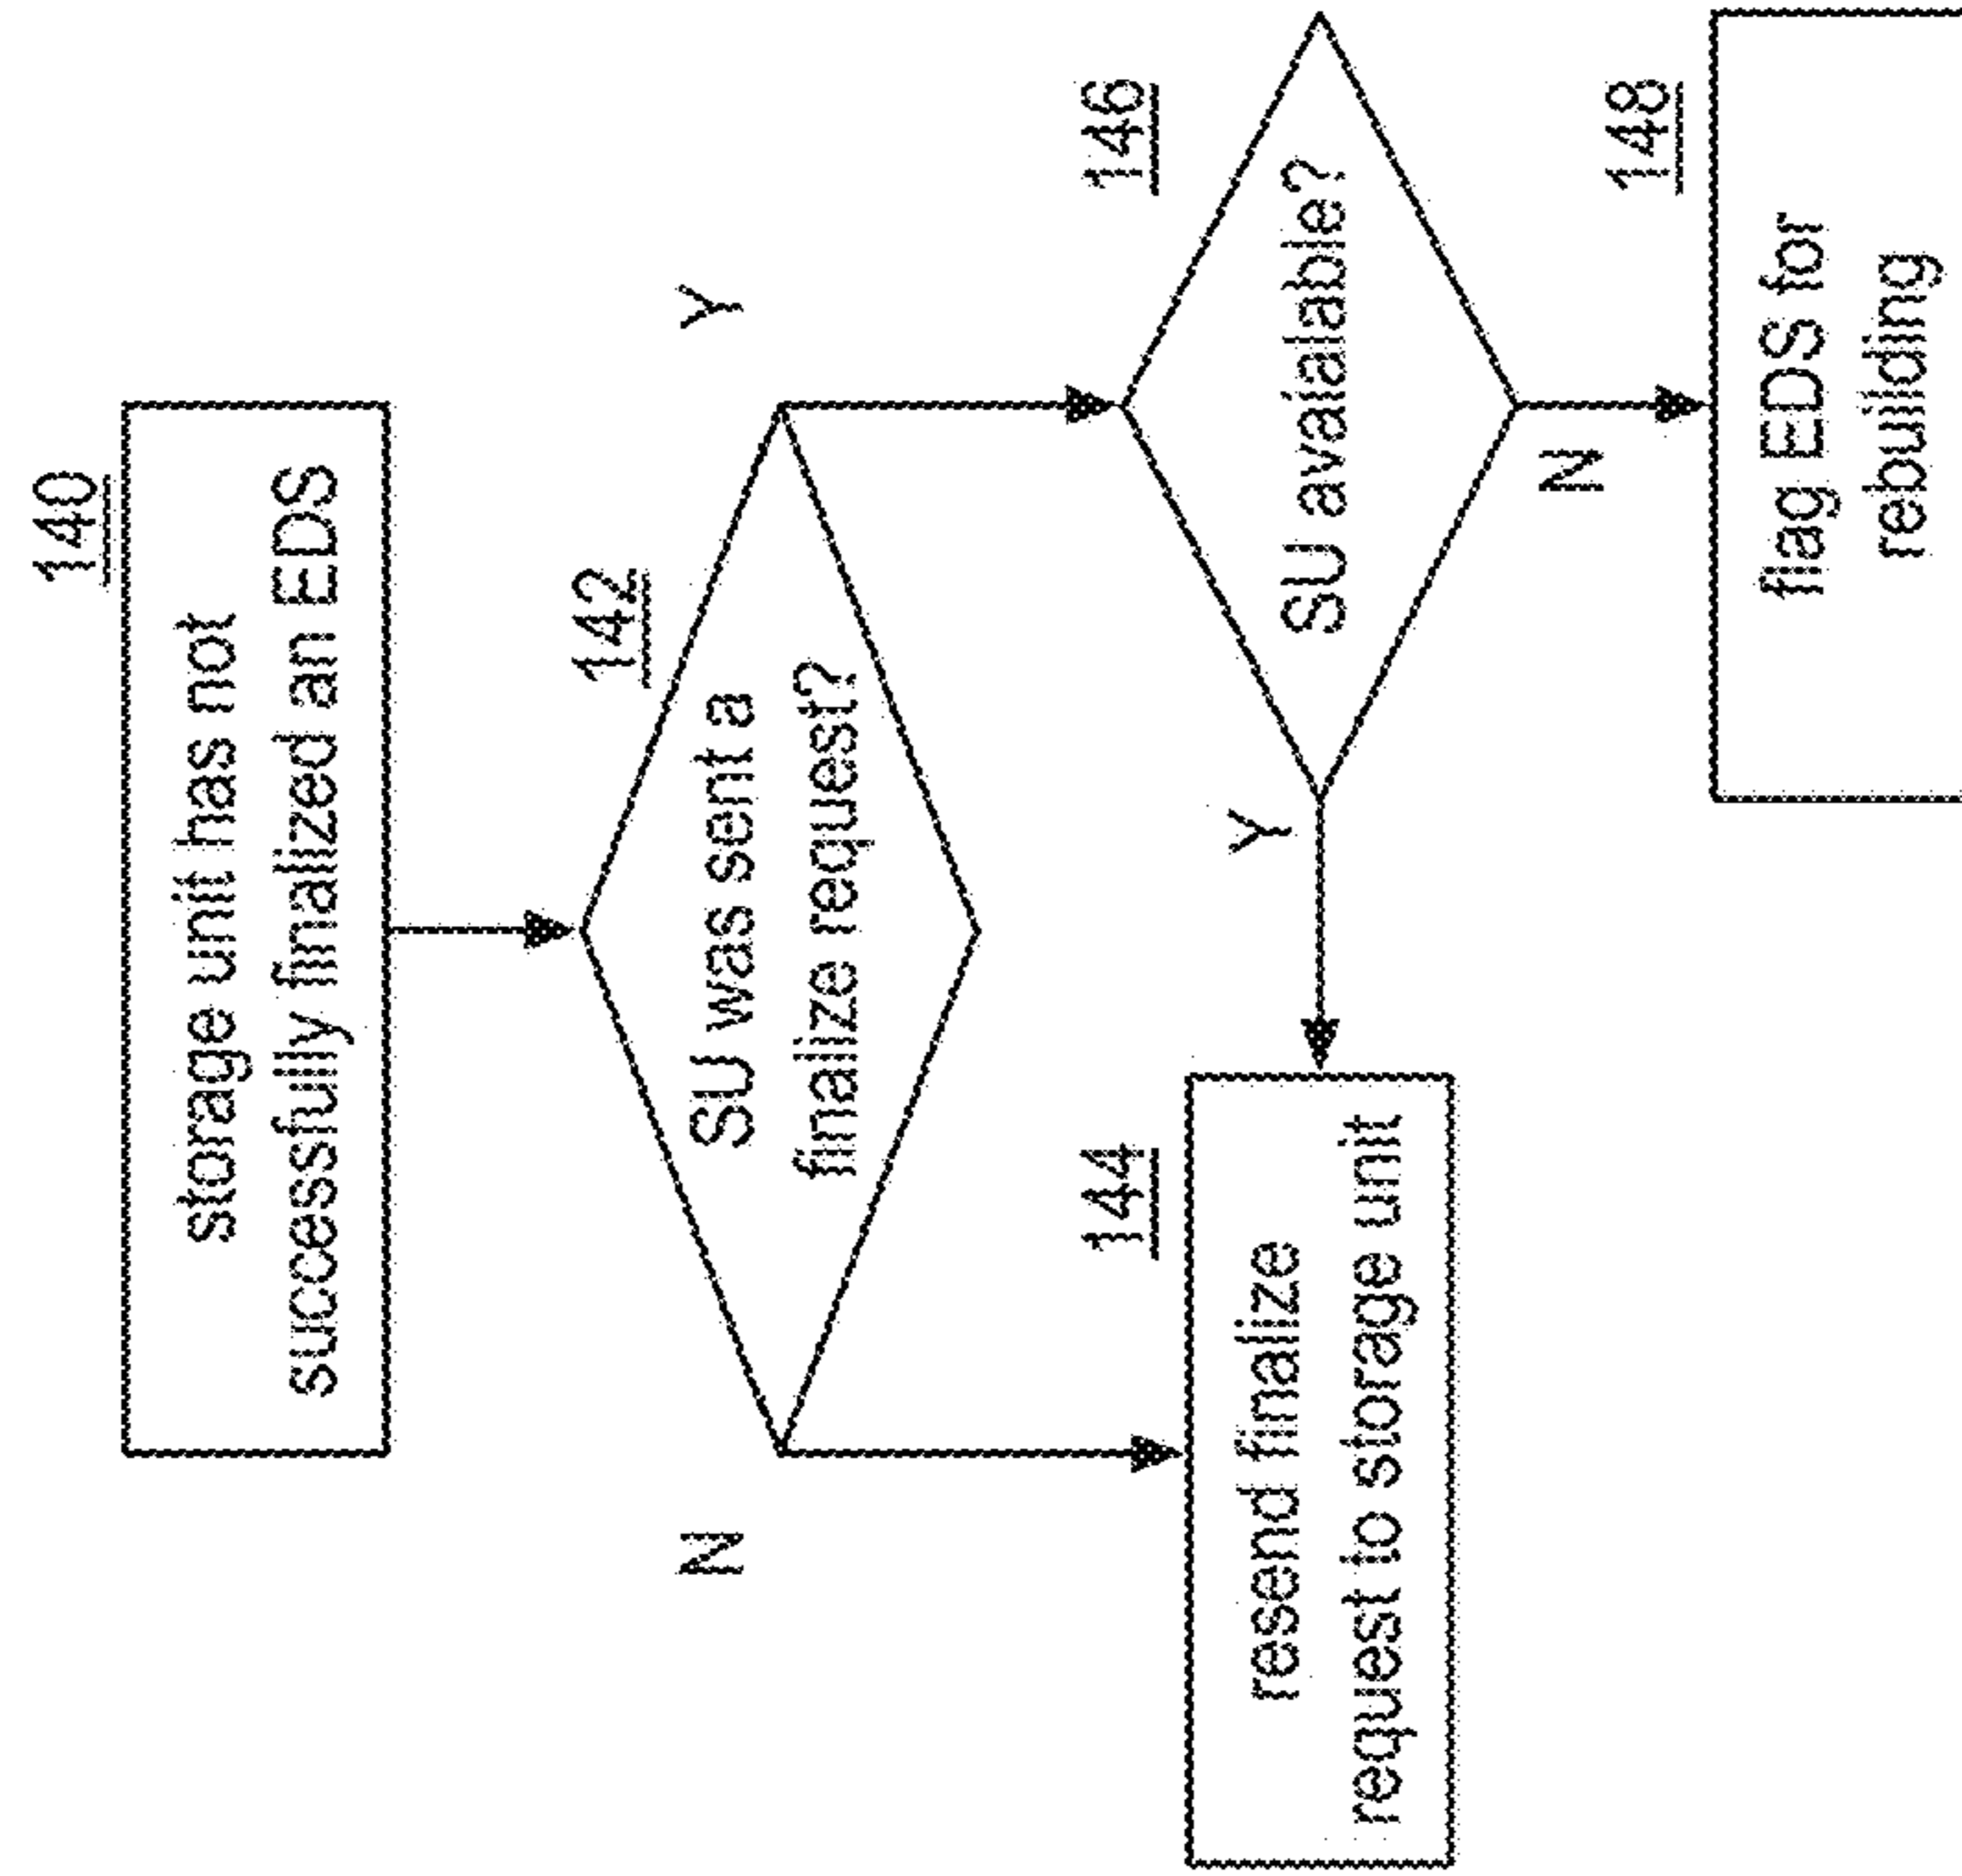 140
storage unit has not
successfully finalized an EDS
142
SU was sent a
finalize request?
N
Y
144
resend finalize
request to storage unit
Y
146
SU avaialable?
N
148
flag EDS for
rebuilding